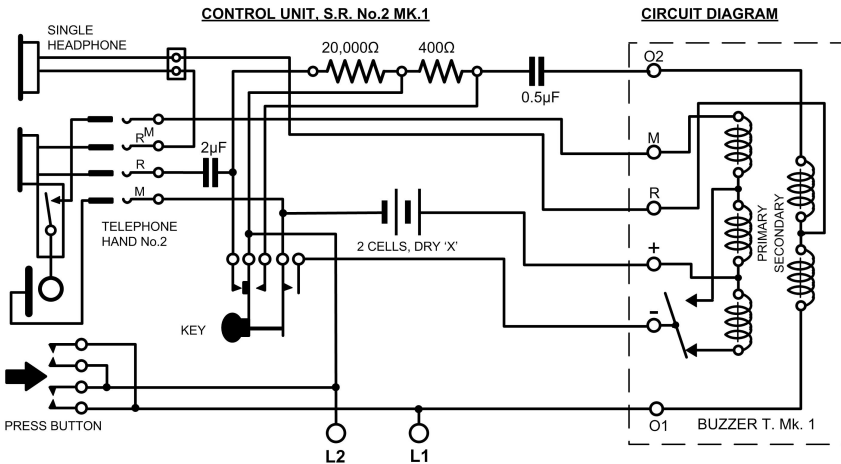 CONTROL UNIT, S.R. No.2 MK.1
CIRCUIT DIAGRAM
SINGLE
HEADPHONE
20,000Ω
400Ω
0.5µF
O2
M
R
2µF
R
M
M
R
TELEPHONE
HAND No.2
2 CELLS, DRY ‘X’
+
-
PRIMARY
SECONDARY
KEY
PRESS BUTTON
L2
L1
O1
BUZZER T. Mk. 1